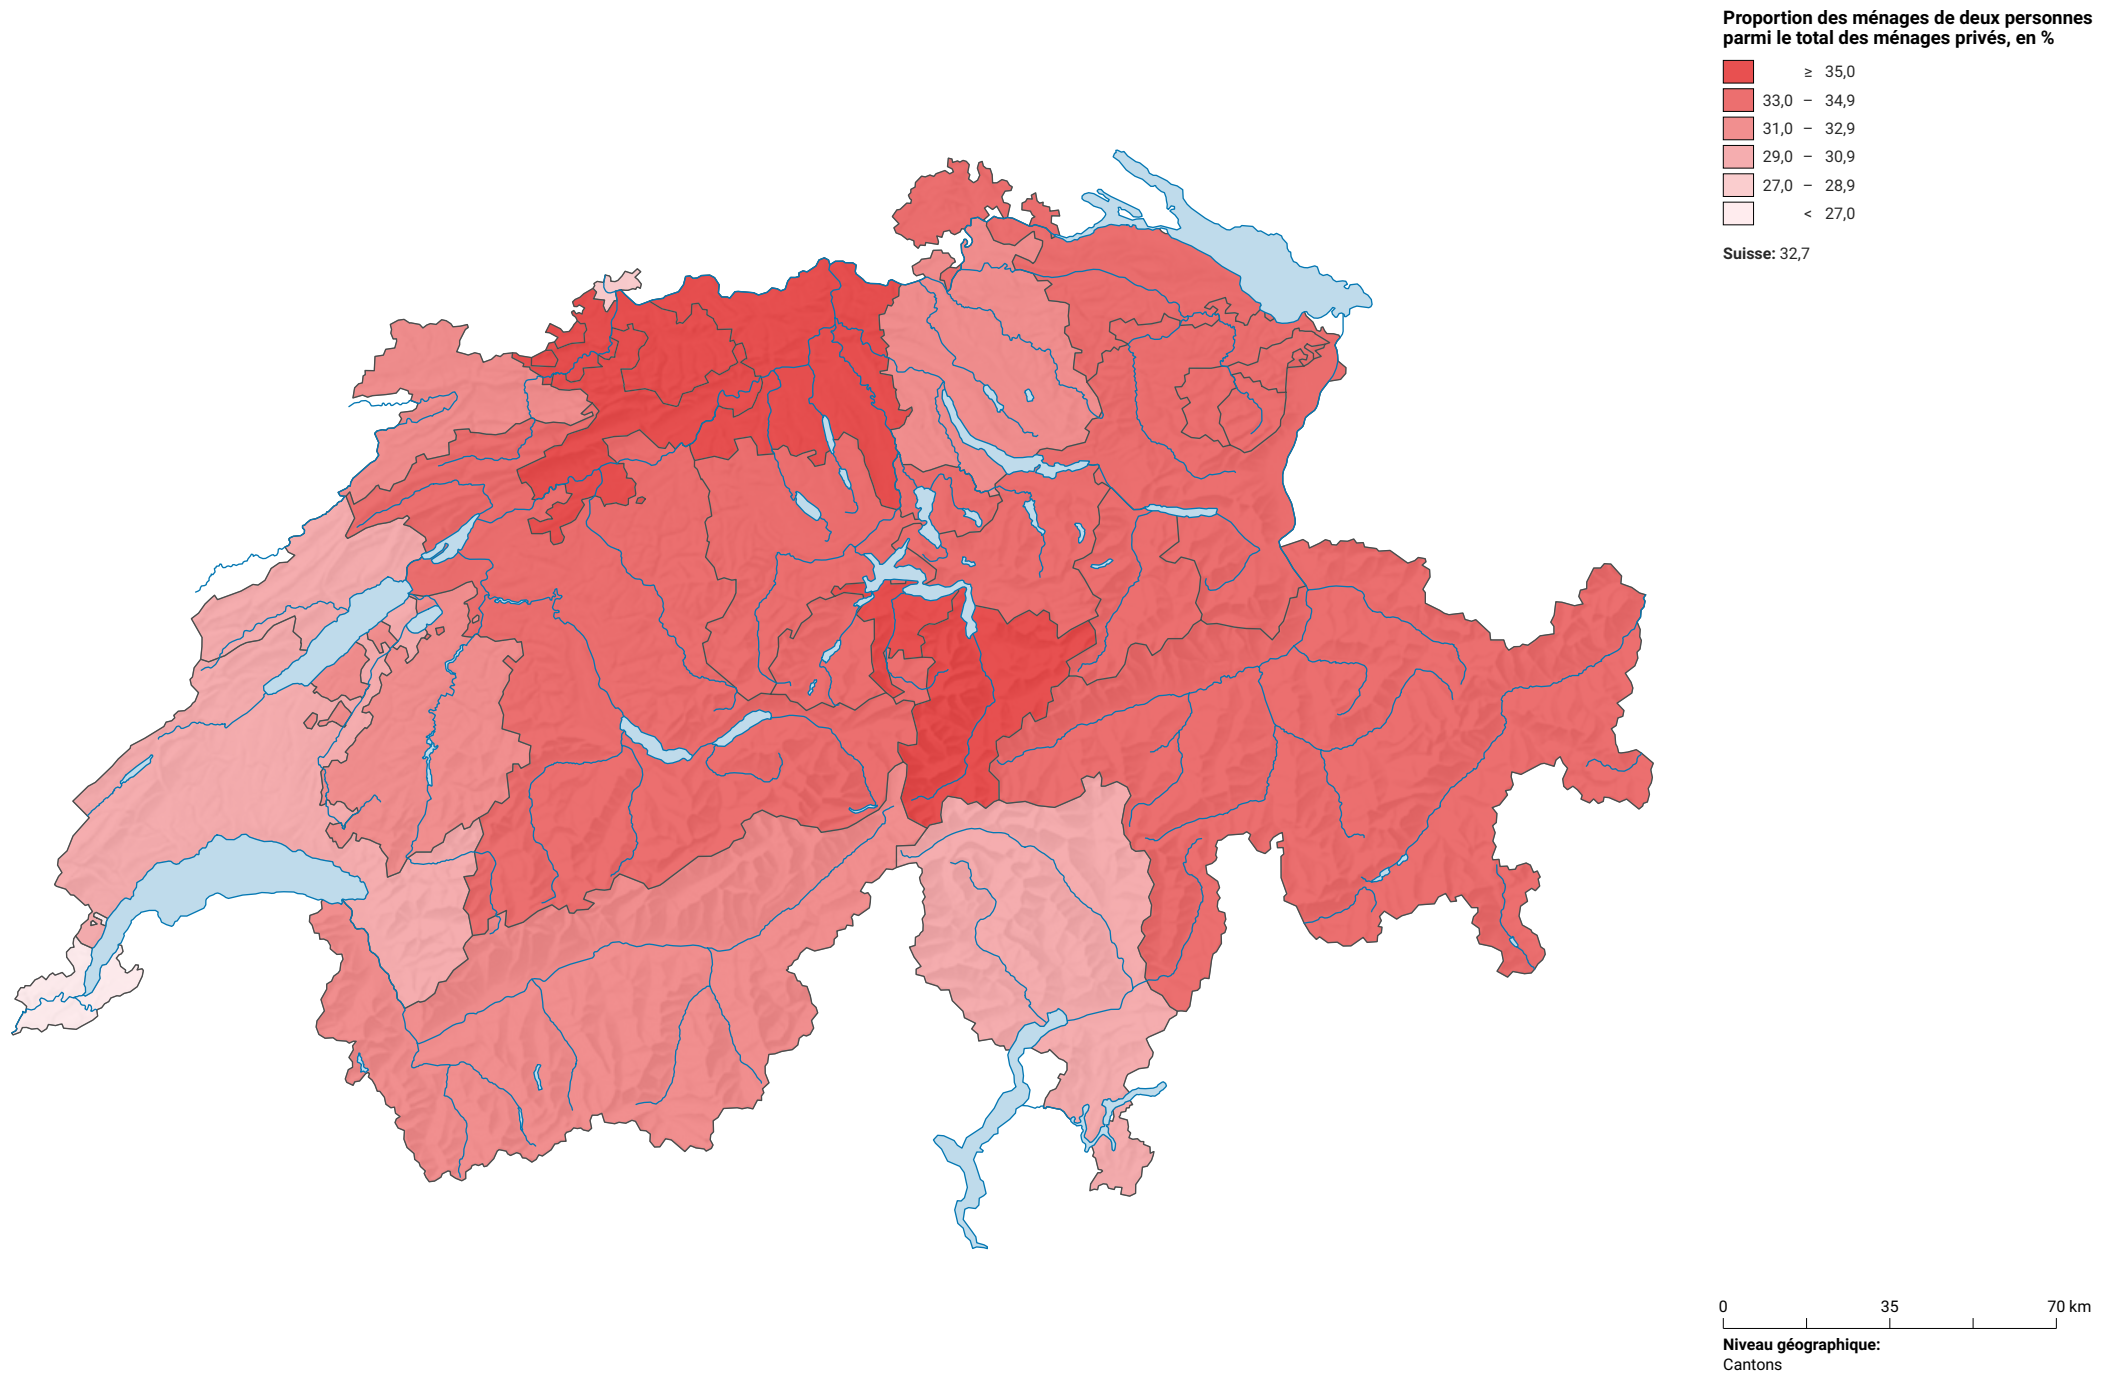 Proportion des ménages de deux personnes
parmi le total des ménages privés, en %
≥ 35,0
33,0 – 34,9
31,0 – 32,9
29,0 – 30,9
27,0 – 28,9
< 27,0
Suisse: 32,7
0 35 70 km
Niveau géographique:
Cantons